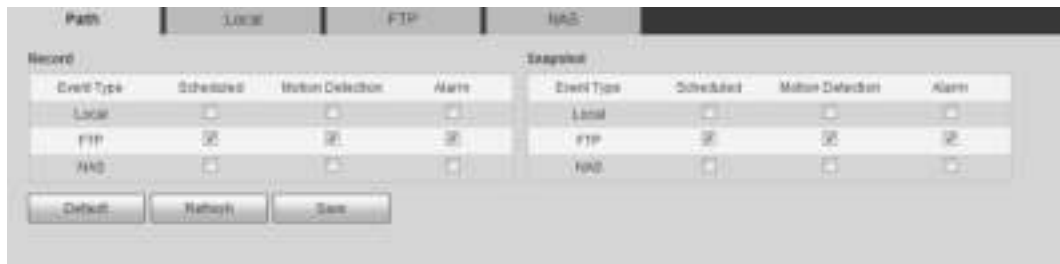 Path Local FTP NAS
Record Snapshot
Event Type Scheduled Motion Detection Alarm Event Type Scheduled Motion Detection Alarm
Local Local
FTP FTP
NAS NAS
Default Refresh Save